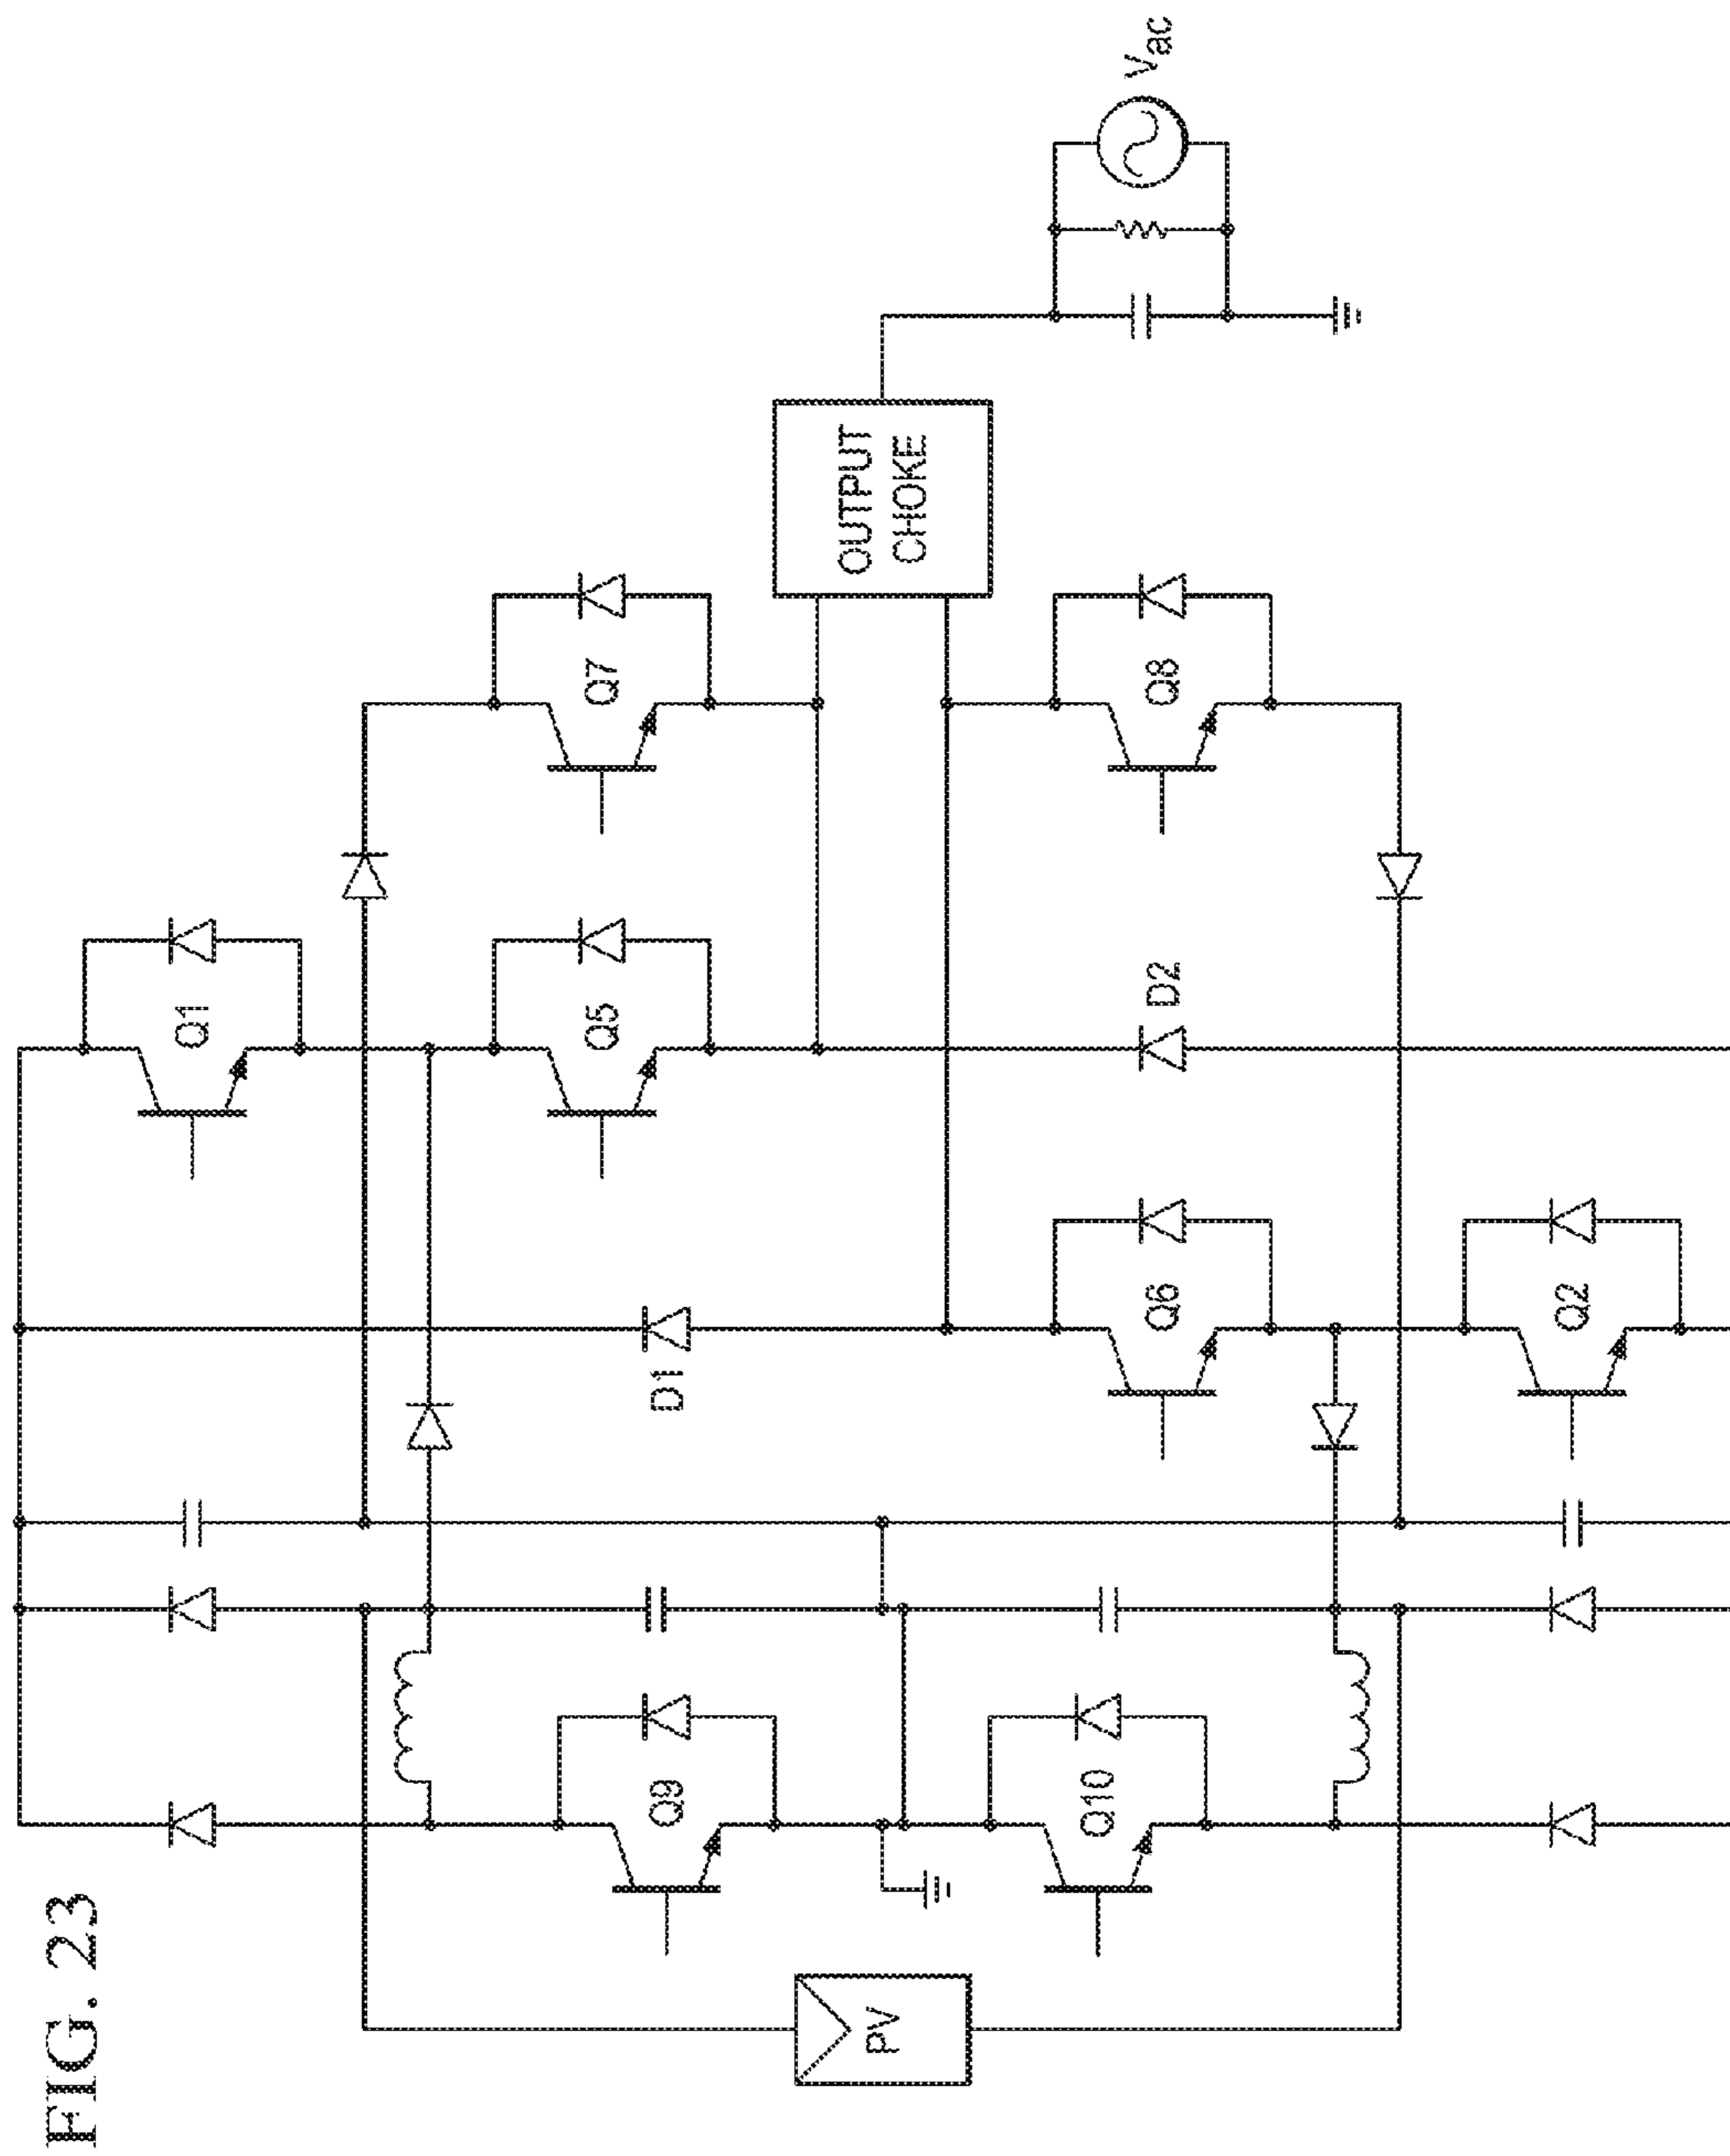 FIG. 23
PV
Q9
Q10
D1
Q6
Q2
Q1
Q5
D2
Q7
Q8
OUTPUT
CHOKE
Vac